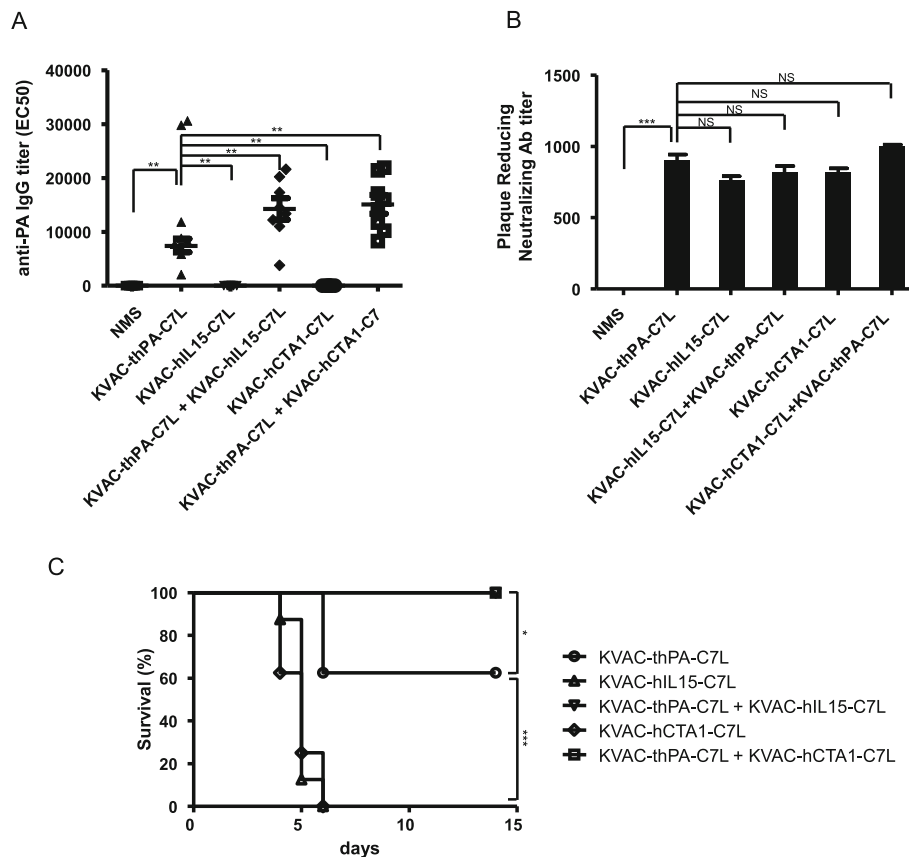 A
anti-PA IgG titer (EC50)
40000
30000
20000
10000
0
**
**
**
**
**
NMS
KVAC-thPA-C7L
KVAC-hIL15-C7L
KVAC-thPA-C7L + KVAC-hIL15-C7L
KVAC-hCTA1-C7L
KVAC-thPA-C7L + KVAC-hCTA1-C7
B
Plaque Reducing
Neutralizing Ab titer
1500
1000
500
0
NS
NS
NS
NS
***
NMS
KVAC-thPA-C7L
KVAC-hIL15-C7L
KVAC-hIL15-C7L+KVAC-thPA-C7L
KVAC-hCTA1-C7L
KVAC-hCTA1-C7L+KVAC-thPA-C7L
C
Survival (%)
100
80
60
40
20
0
0 5 10 15
days
*
***
KVAC-thPA-C7L
KVAC-hIL15-C7L
KVAC-thPA-C7L + KVAC-hIL15-C7L
KVAC-hCTA1-C7L
KVAC-thPA-C7L + KVAC-hCTA1-C7L